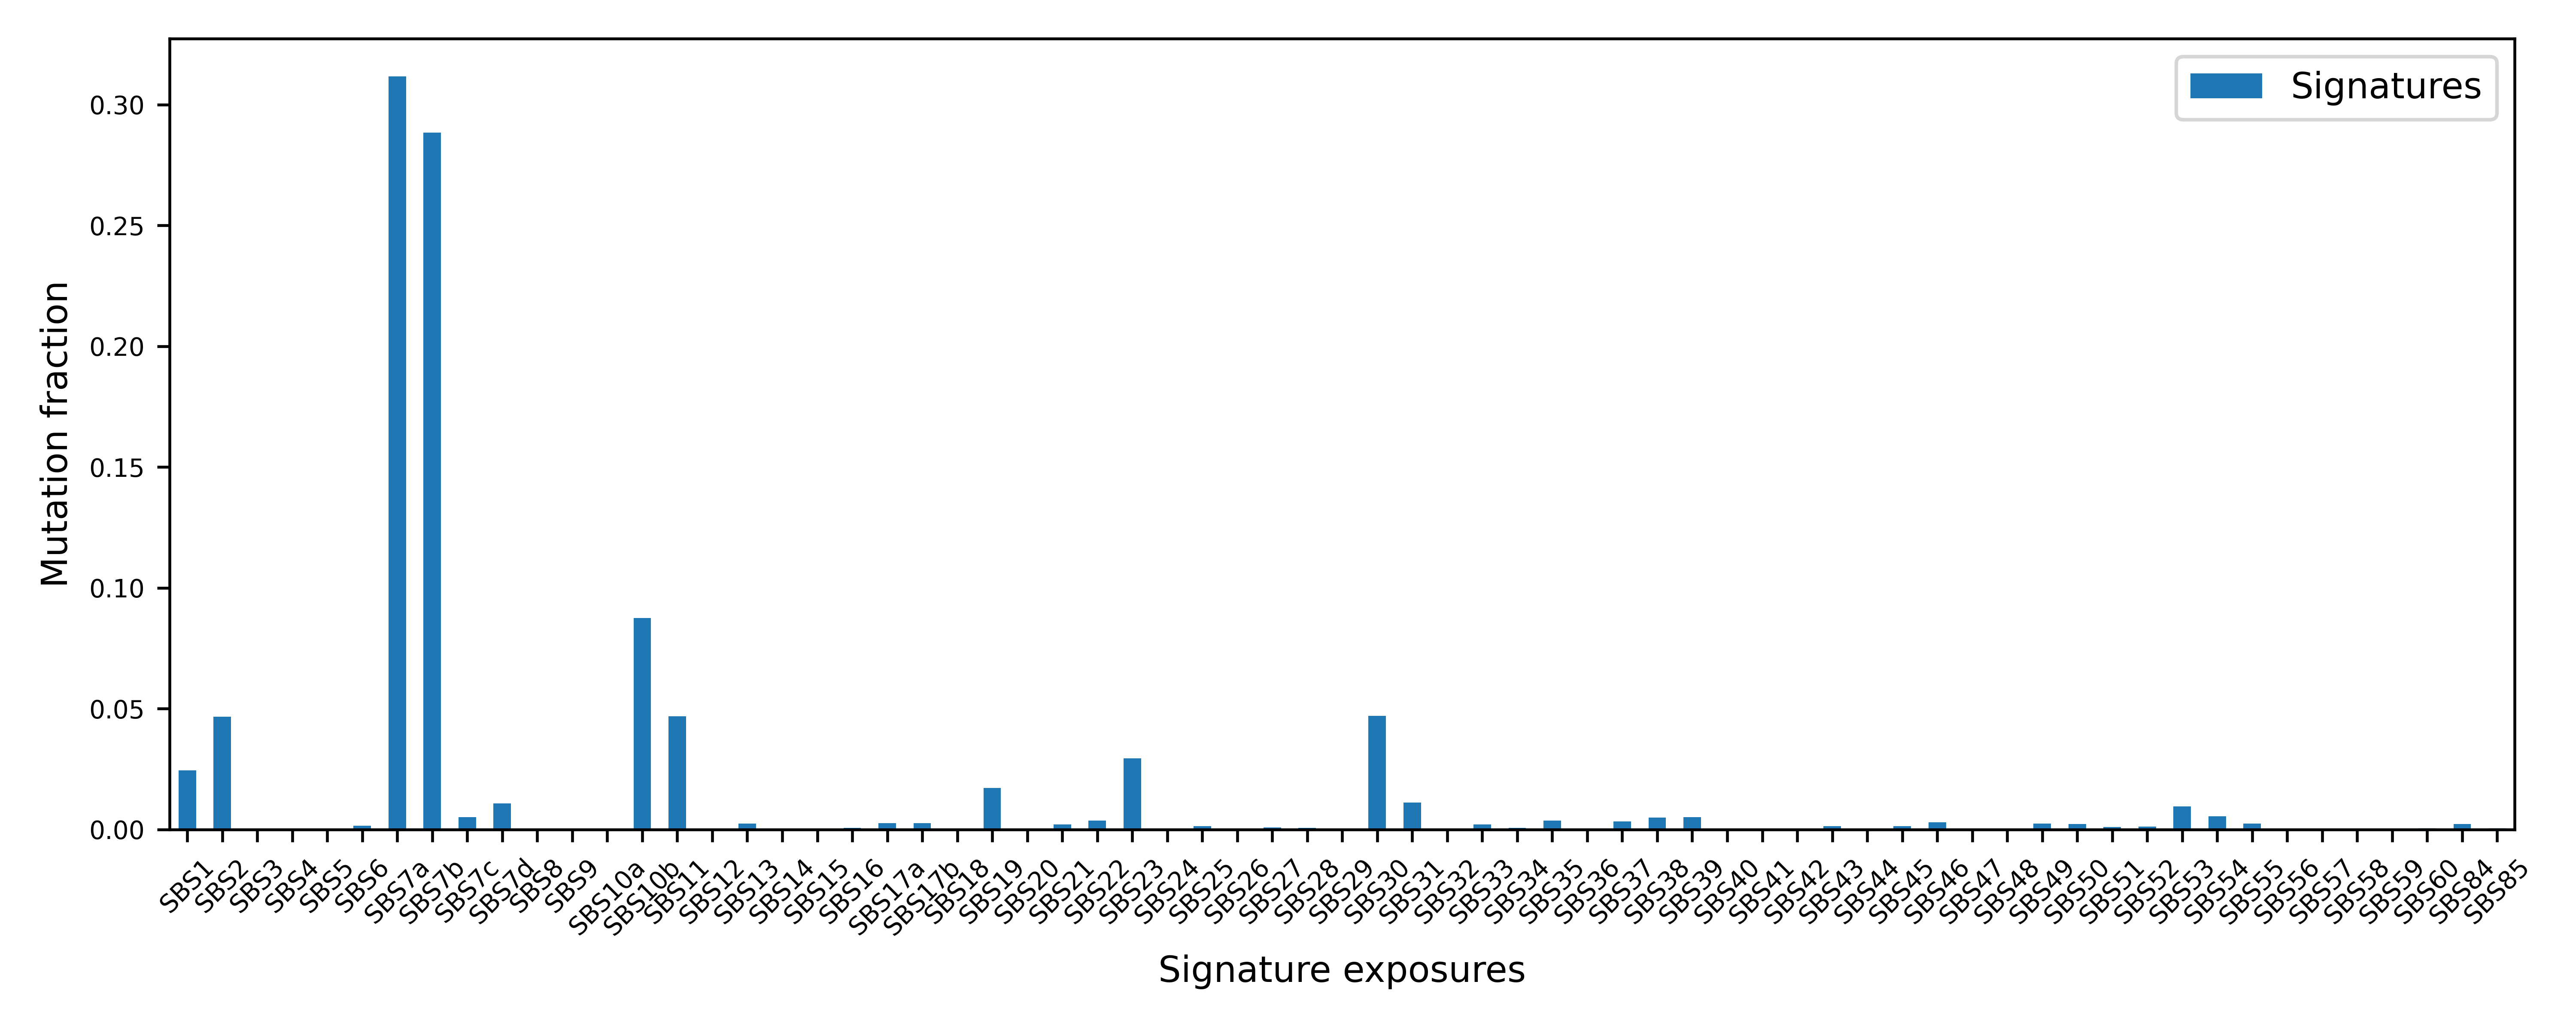 Signatures
Mutation fraction
0.30
0.25
0.20
0.15
0.10
0.05
0.00
SBS1 SBS2 SBS3 SBS4 SBS5 SBS6 SBS7a SBS7b SBS7c SBS7d SBS8 SBS9 SBS10a SBS10b SBS11 SBS12 SBS13 SBS14 SBS15 SBS16 SBS17a SBS17b SBS18 SBS19 SBS20 SBS21 SBS22 SBS23 SBS24 SBS25 SBS26 SBS27 SBS28 SBS29 SBS30 SBS31 SBS32 SBS33 SBS34 SBS35 SBS36 SBS37 SBS38 SBS39 SBS40 SBS41 SBS42 SBS43 SBS44 SBS45 SBS46 SBS47 SBS48 SBS49 SBS50 SBS51 SBS52 SBS53 SBS54 SBS55 SBS56 SBS57 SBS58 SBS59 SBS60 SBS84 SBS85
Signature exposures